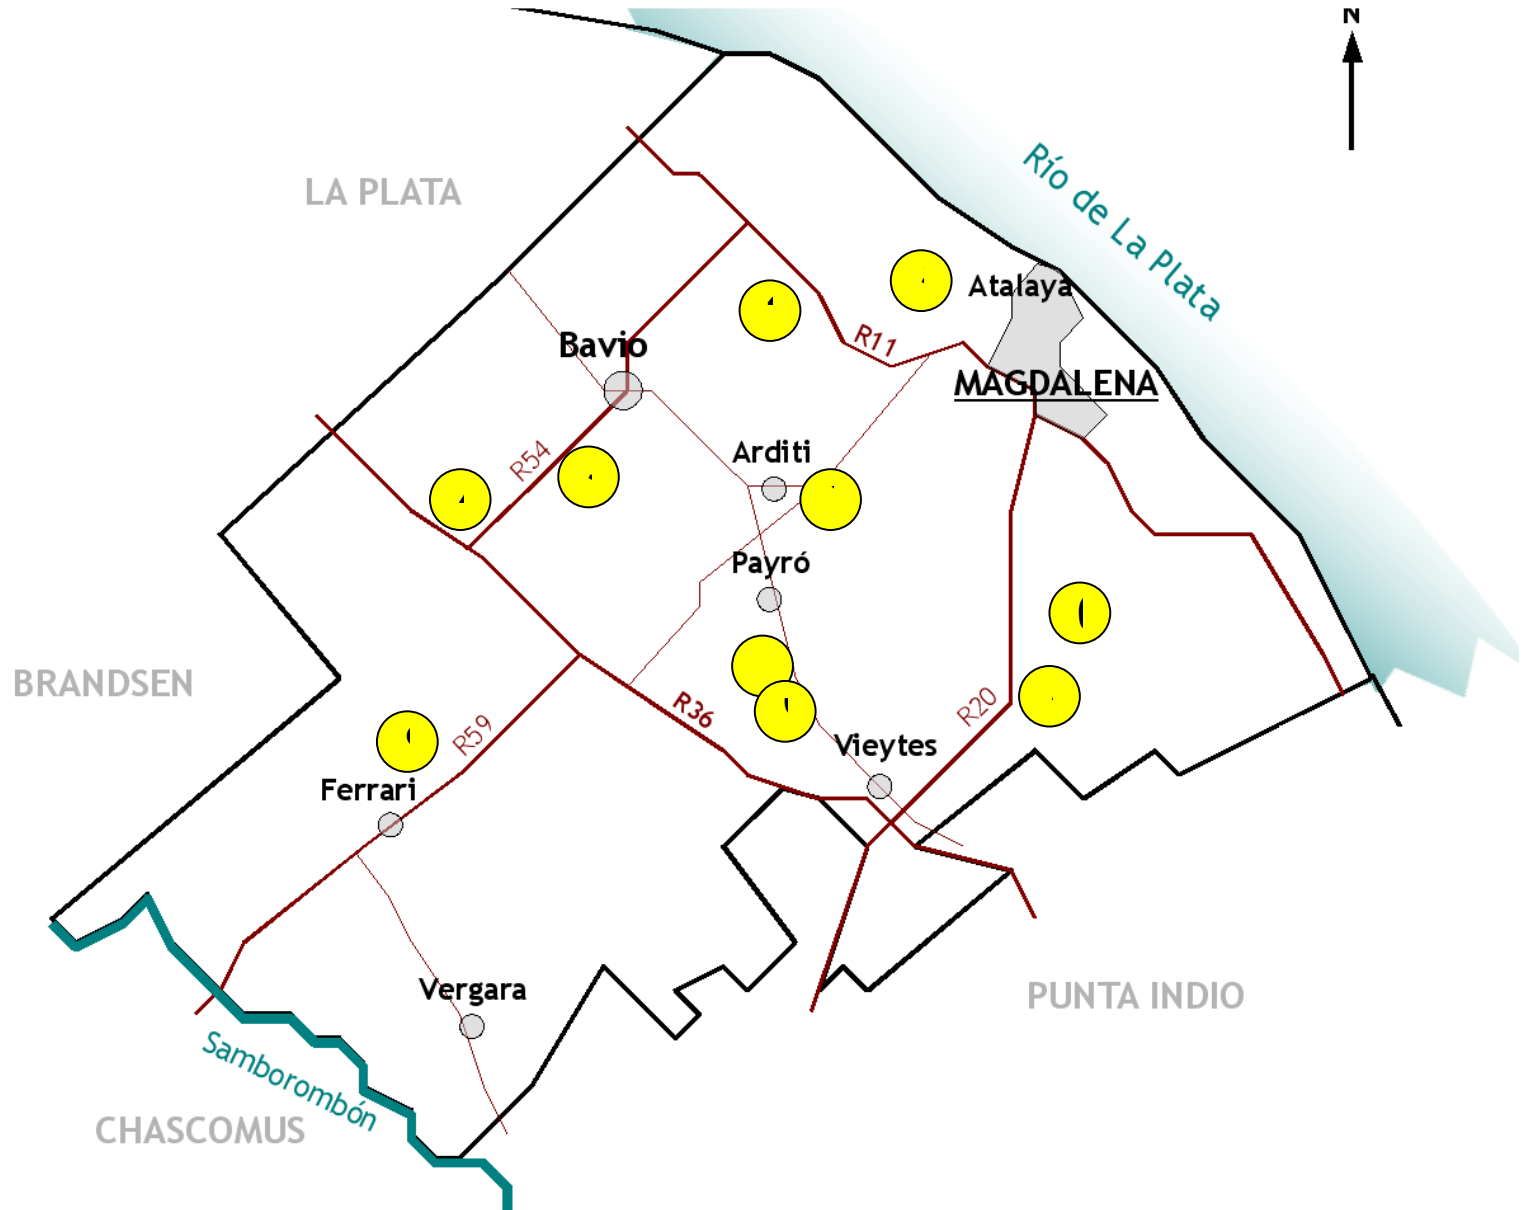 N
Río de La Plata
LA PLATA
Atalaya
R11
Bavio
MAGDALENA
Arditi
R54
Payró
BRANDSEN
R36
R20
R59
Vieytes
Ferrari
Vergara
PUNTA INDIO
Samborombón
CHASCOMUS